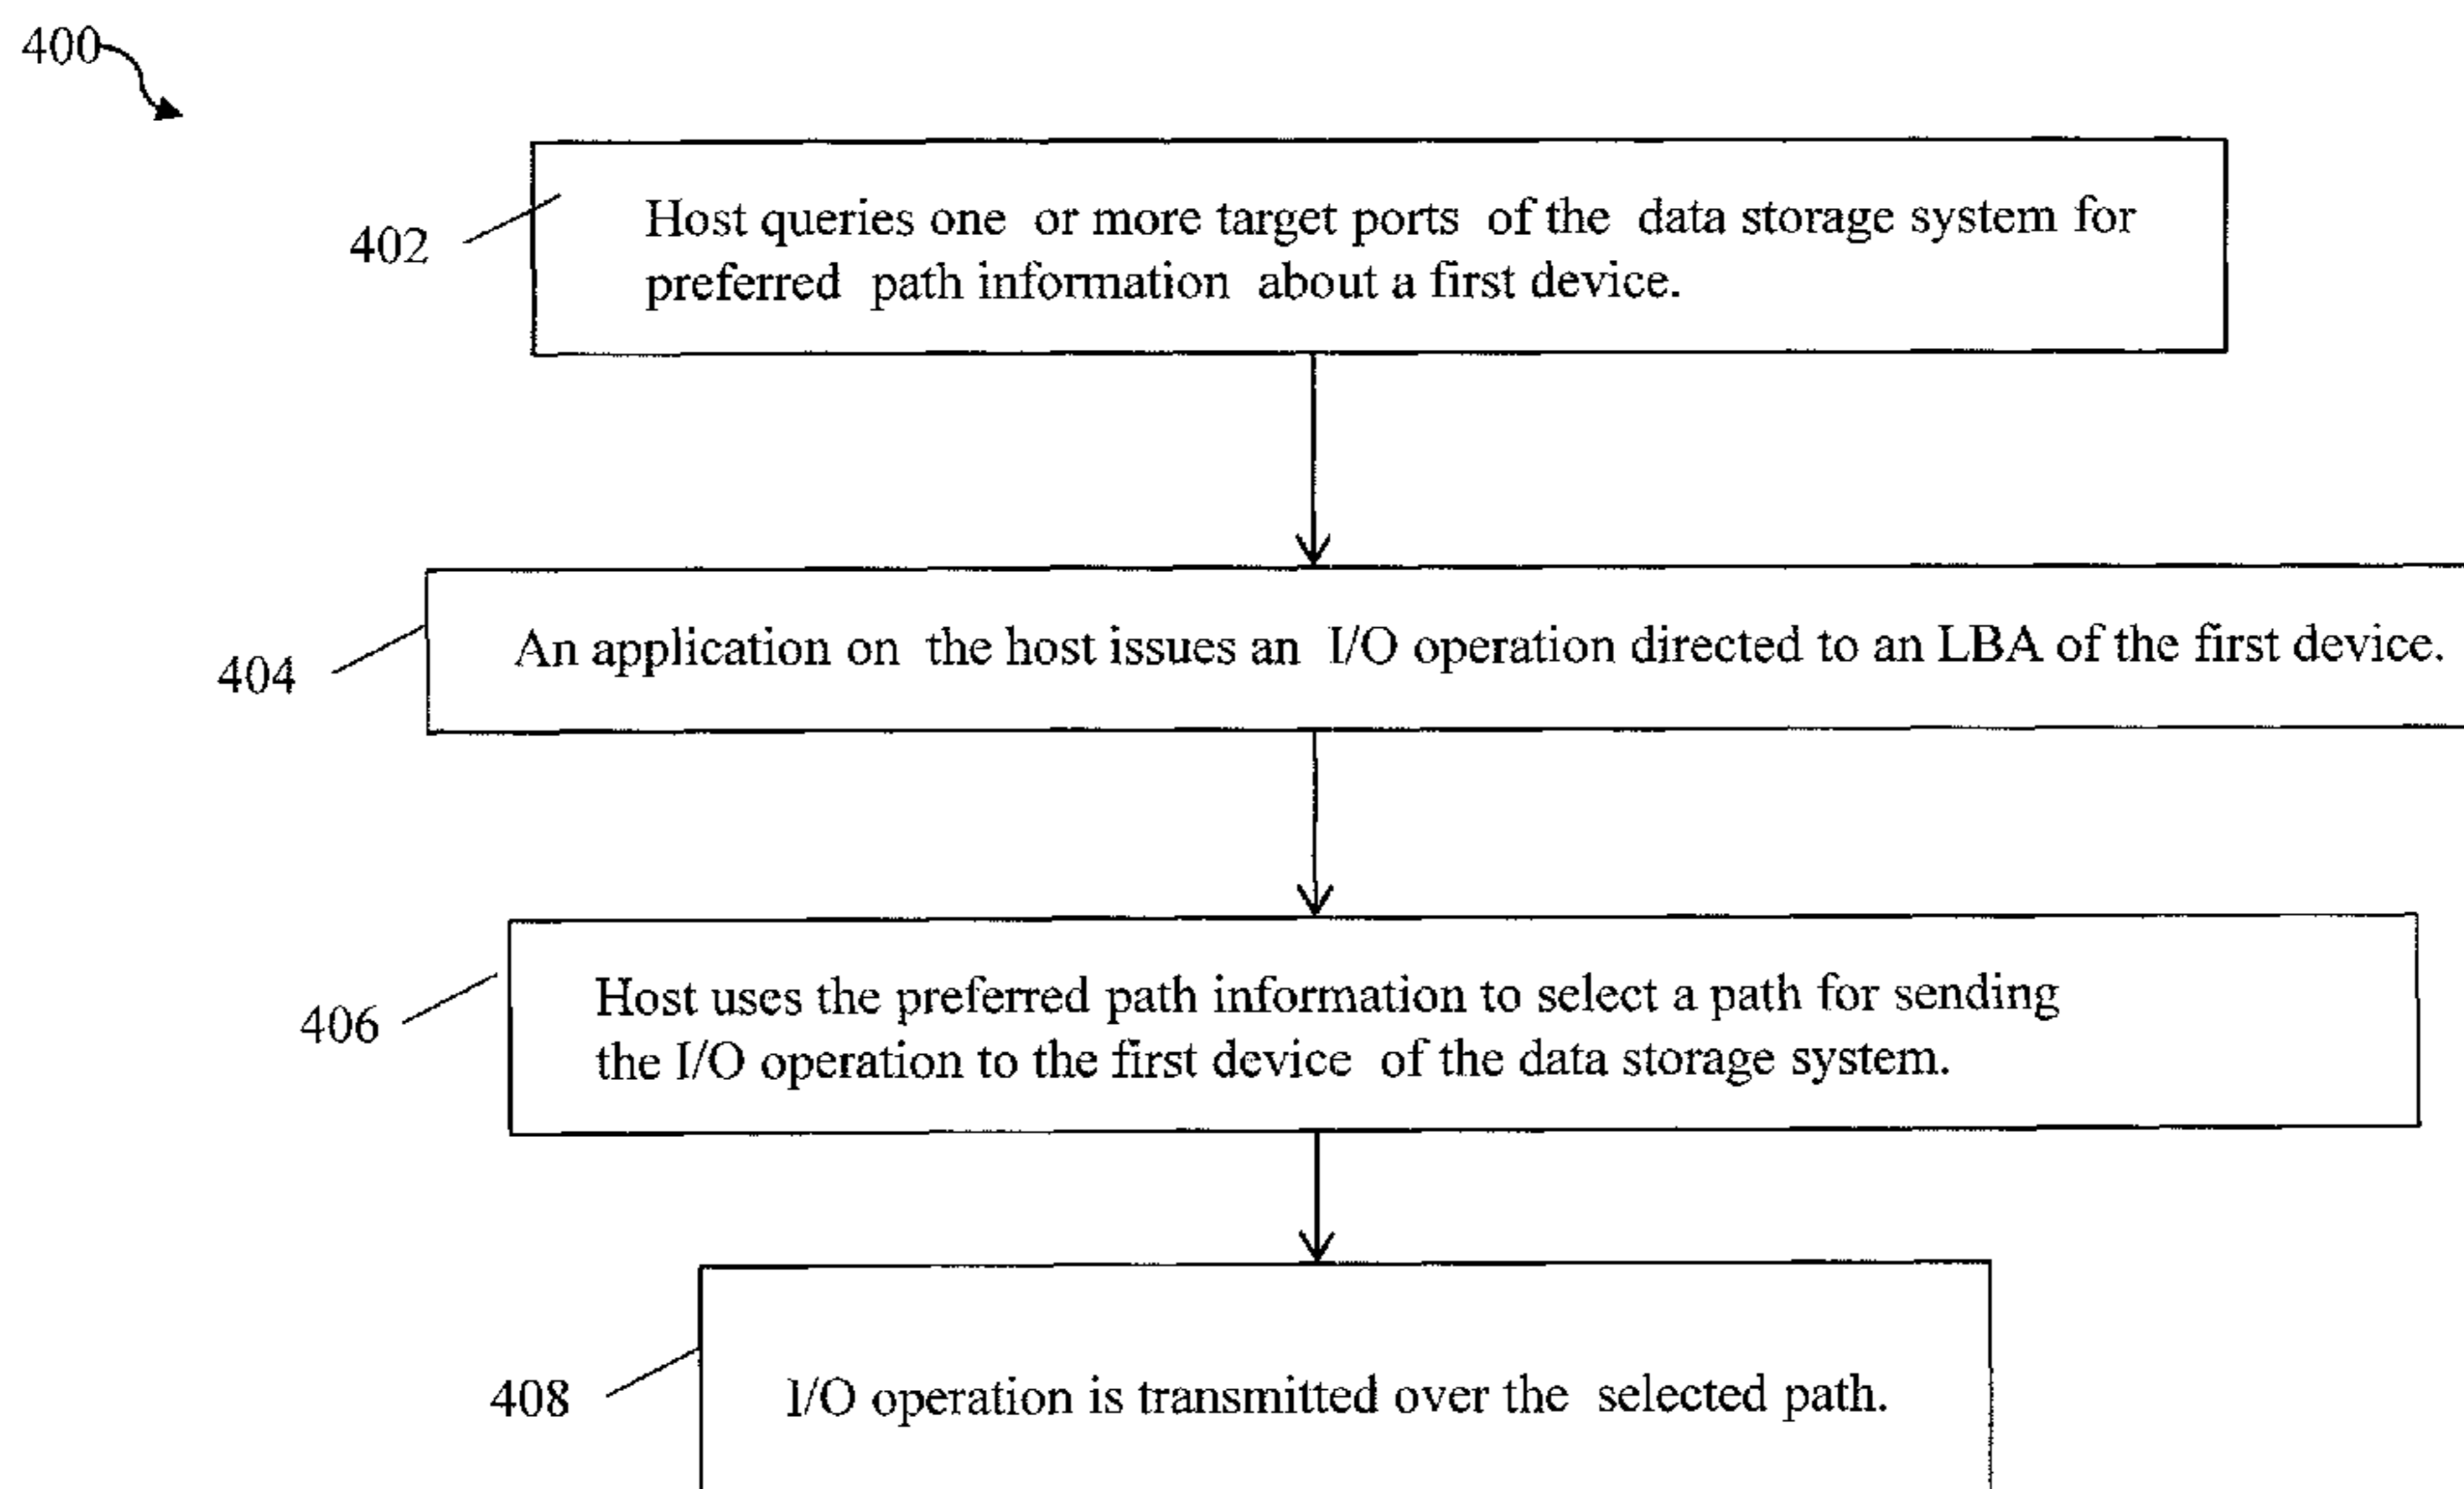 400
402
Host queries one or more target ports of the data storage system for
preferred path information about a first device.
404
An application on the host issues an I/O operation directed to an LBA of the first device.
406
Host uses the preferred path information to select a path for sending
the I/O operation to the first device of the data storage system.
408
I/O operation is transmitted over the selected path.